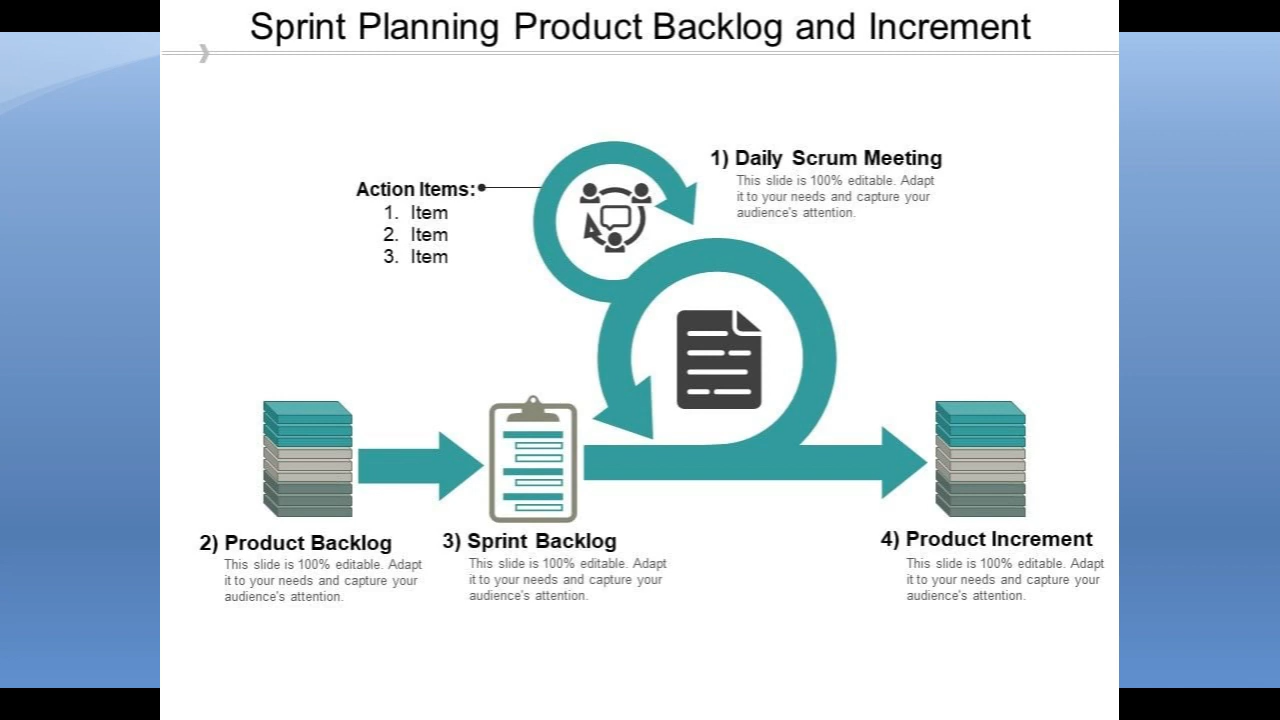 Sprint Planning Product Backlog and Increment
1) Daily Scrum Meeting
This slide is 100% editable. Adapt
it to your needs and capture your
audience's attention.
Action Items:
1. Item
2. Item
3. Item
2) Product Backlog
This slide is 100% editable. Adapt
it to your needs and capture your
audience's attention.
3) Sprint Backlog
This slide is 100% editable. Adapt
it to your needs and capture your
audience's attention.
4) Product Increment
This slide is 100% editable. Adapt
it to your needs and capture your
audience's attention.